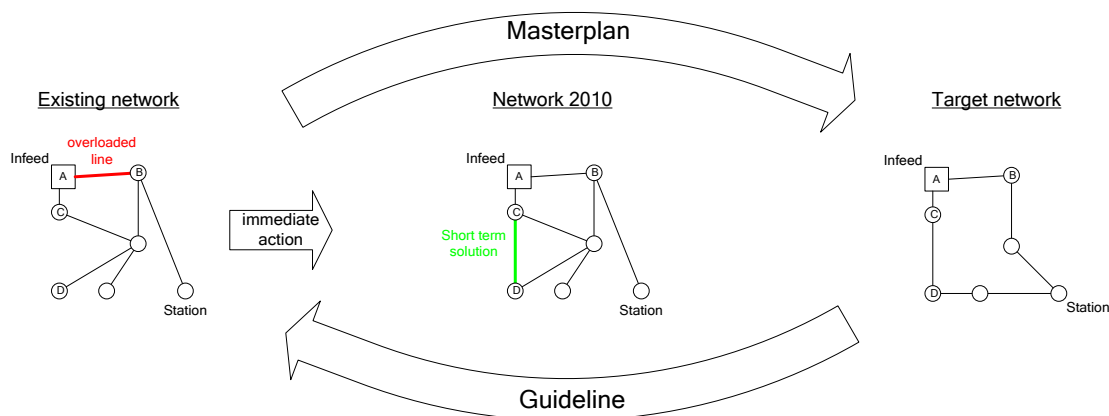 Masterplan
Existing network
Network 2010
Target network
overloaded
line
Infeed
A
B
C
D
Station
immediate
action
Infeed
A
B
C
Short term
solution
D
Station
Infeed
A
B
C
D
Station
Guideline